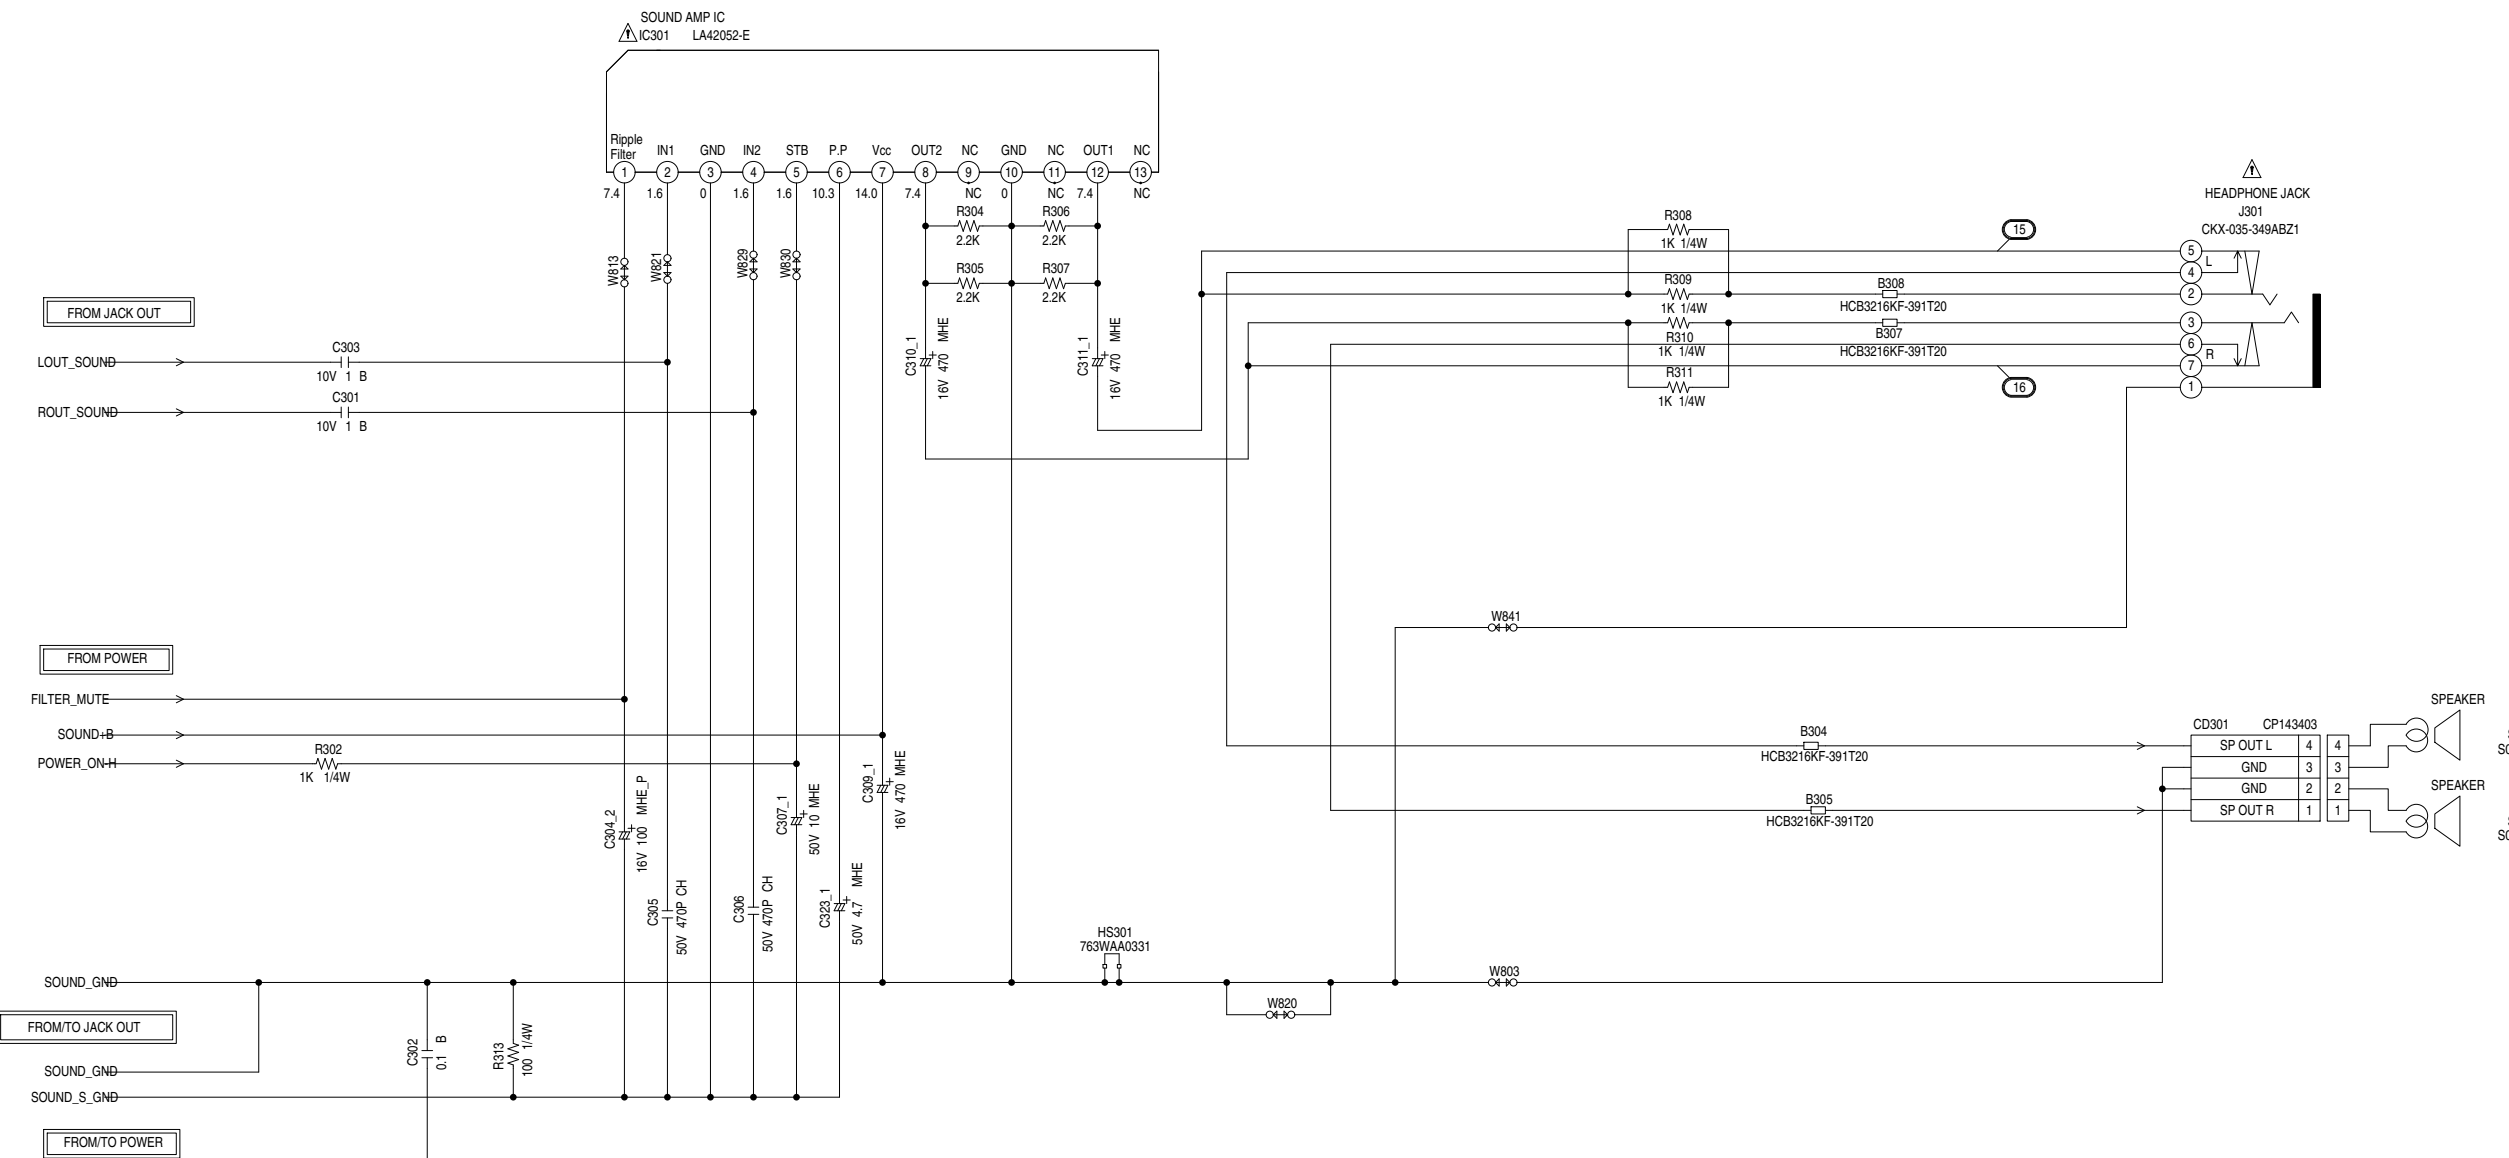 SOUND AMP IC
IC301 LA42052-E
Ripple
Filter
IN1
GND
IN2
STB
P.P
Vcc
OUT2
NC
GND
NC
OUT1
NC
1 2 3 4 5 6 7 8 9 10 11 12 13
7.4
1.6
0
1.6
1.6
10.3
14.0
7.4
NC
0
NC
7.4
NC
R304
2.2K
R306
2.2K
R305
2.2K
R307
2.2K
W813
W821
W829
W830
C310_1
16V 470 MHE
C311_1
16V 470 MHE
FROM JACK OUT
LOUT_SOUND
C303
10V 1 B
ROUT_SOUND
C301
10V 1 B
R308
1K 1/4W
R309
1K 1/4W
R310
1K 1/4W
R311
1K 1/4W
B308
HCB3216KF-391T20
B307
HCB3216KF-391T20
15
16
HEADPHONE JACK
J301
CKX-035-349ABZ1
5
L
4
2
3
6
R
7
1
W841
FROM POWER
FILTER_MUTE
SOUND+B
POWER_ON-H
R302
1K 1/4W
C304_2
16V 100 MHE_P
C305
50V 470P CH
C306
50V 470P CH
C307_1
50V 10 MHE
C323_1
50V 4.7 MHE
C309_1
16V 470 MHE
B304
HCB3216KF-391T20
B305
HCB3216KF-391T20
CD301 CP143403
SP OUT L 4 4
GND 3 3
GND 2 2
SP OUT R 1 1
SPEAKER
SPEAKER
HS301
763WAA0331
W803
W820
SOUND_GND
FROM/TO JACK OUT
C302
0.1 B
R313
100 1/4W
SOUND_GND
SOUND_S_GND
FROM/TO POWER